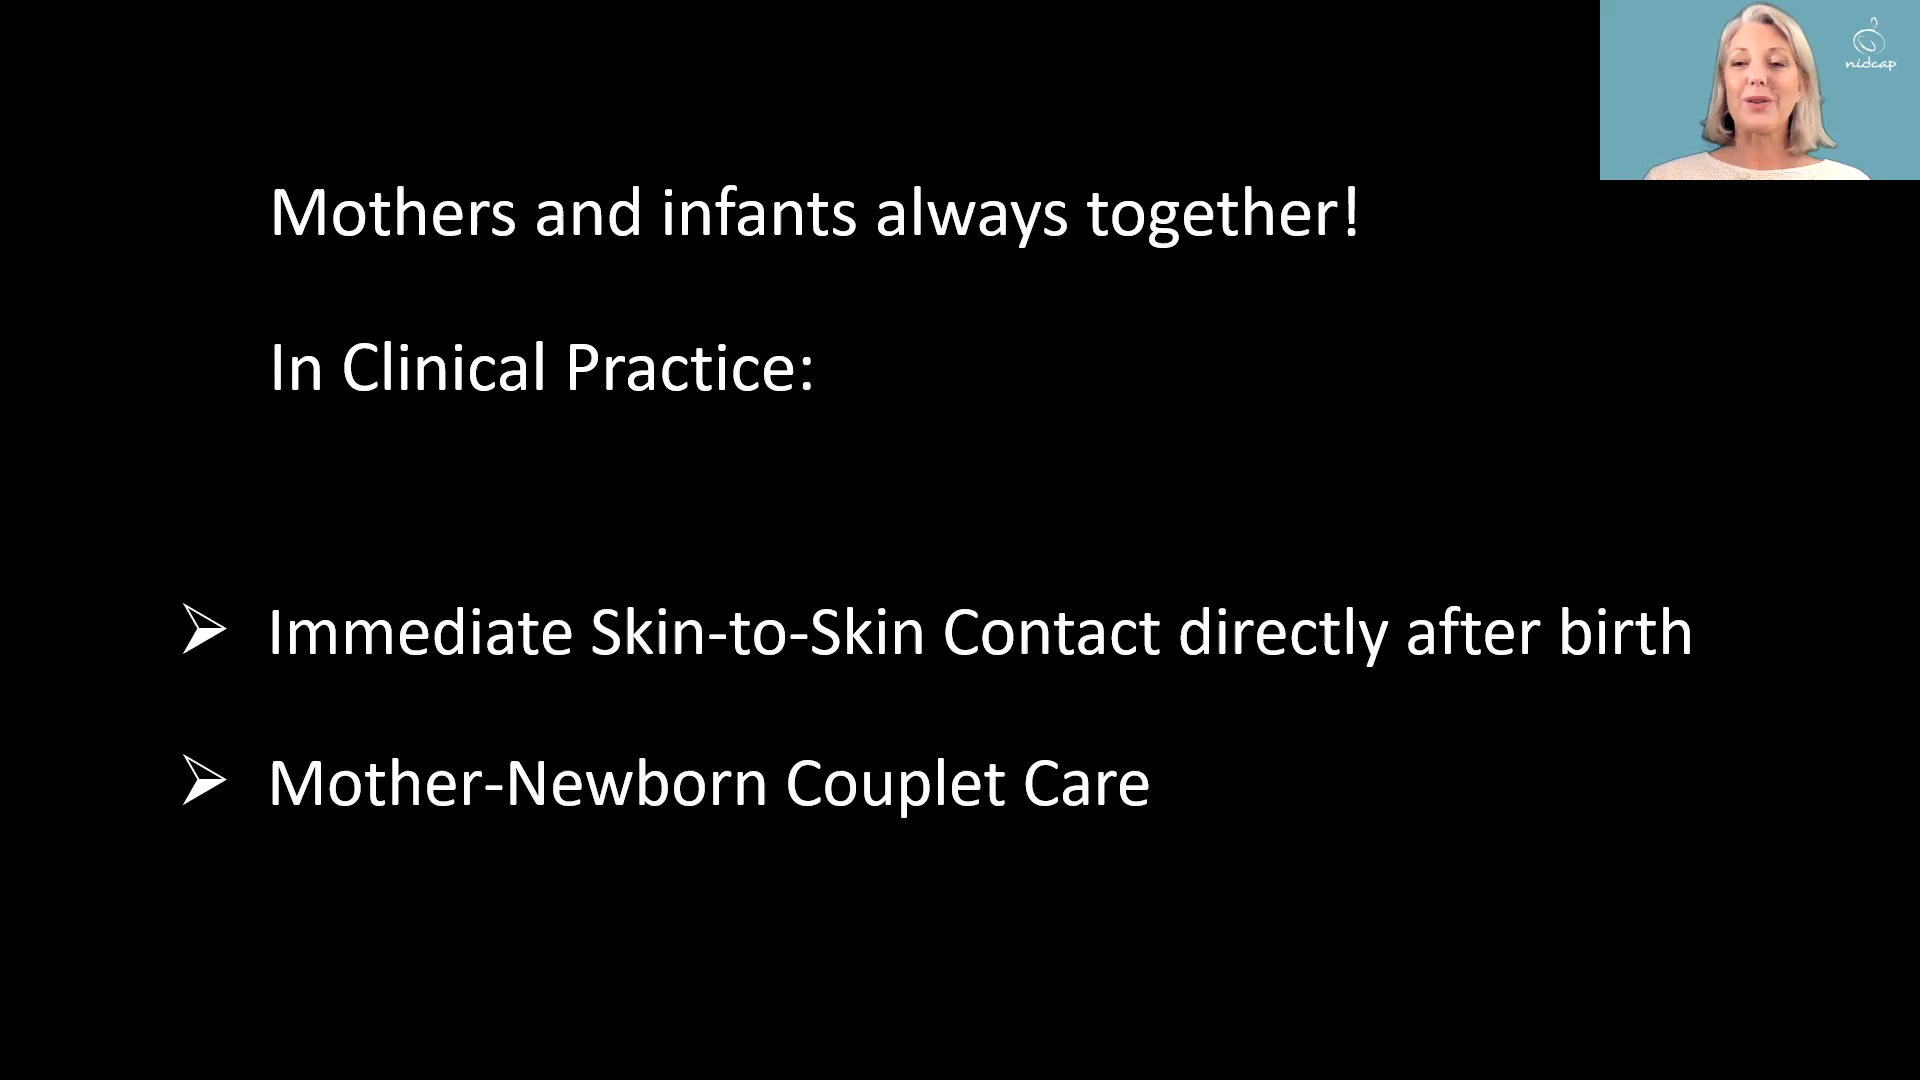 nidcap
Mothers and infants always together!
In Clinical Practice:
Immediate Skin-to-Skin Contact directly after birth
Mother-Newborn Couplet Care